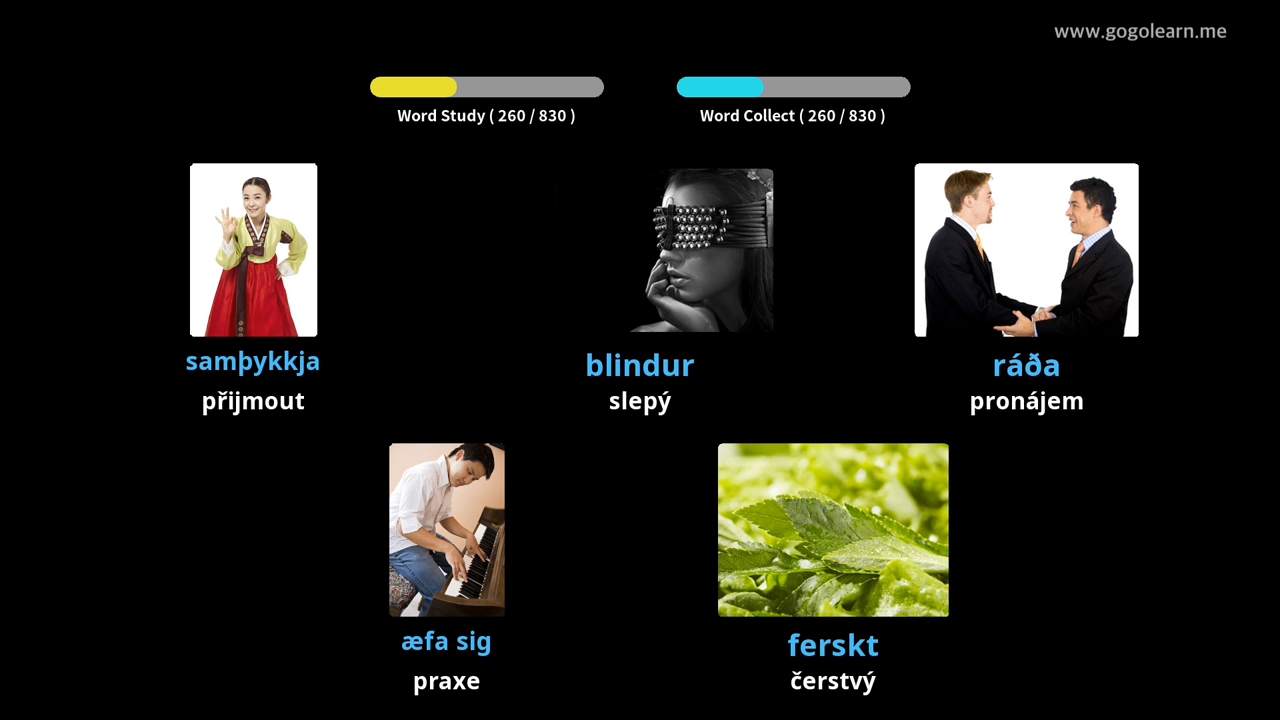 www.gogolearn.me
Word Study ( 260 / 830 )
Word Collect ( 260 / 830 )
samþykkja
přijmout
blindur
slepý
ráða
pronájem
æfa sig
praxe
ferskt
čerstvý